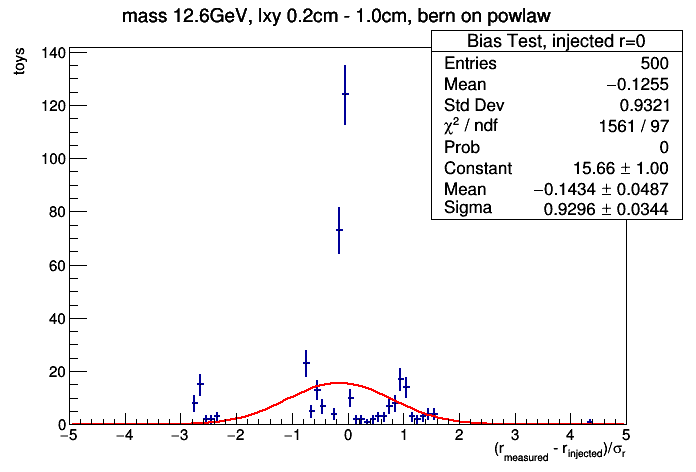 mass 12.6GeV, lxy 0.2cm - 1.0cm, bern on powlaw
Bias Test, injected r=0
Entries 500
Mean −0.1255
Std Dev 0.9321
χ² / ndf 1561 / 97
Prob 0
Constant 15.66 ± 1.00
Mean −0.1434 ± 0.0487
Sigma 0.9296 ± 0.0344
toys
140
120
100
80
60
40
20
0
−5 −4 −3 −2 −1 0 1 2 3 4 5
(r_measured - r_injected)/σ_r